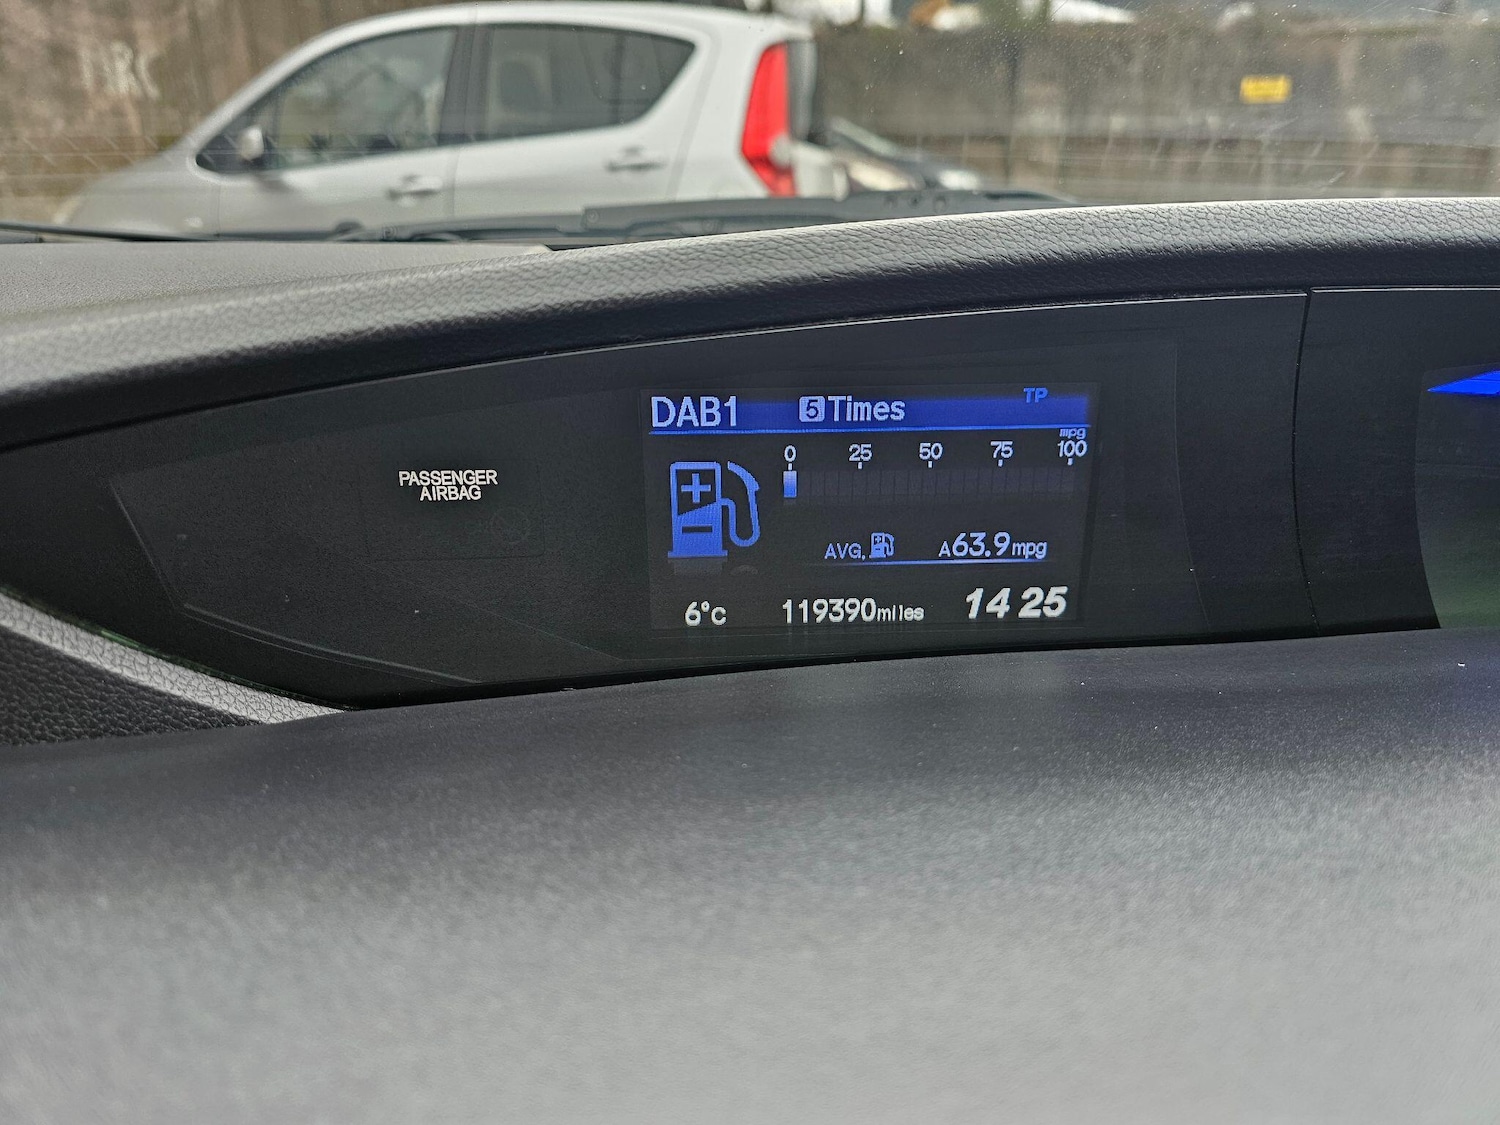 DAB1 5 Times TP
mpg
0 25 50 75 100
PASSENGER
AIRBAG
AVG. A63.9mpg
6°C 119390miles 14 25